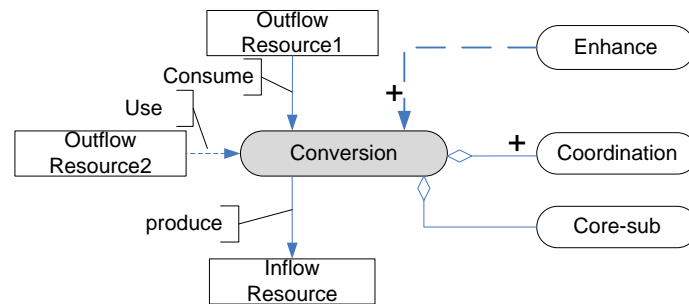 Outflow
Resource1
Enhance
Consume
+
Use
Outflow
Resource2
Conversion
+
Coordination
produce
Core-sub
Inflow
Resource